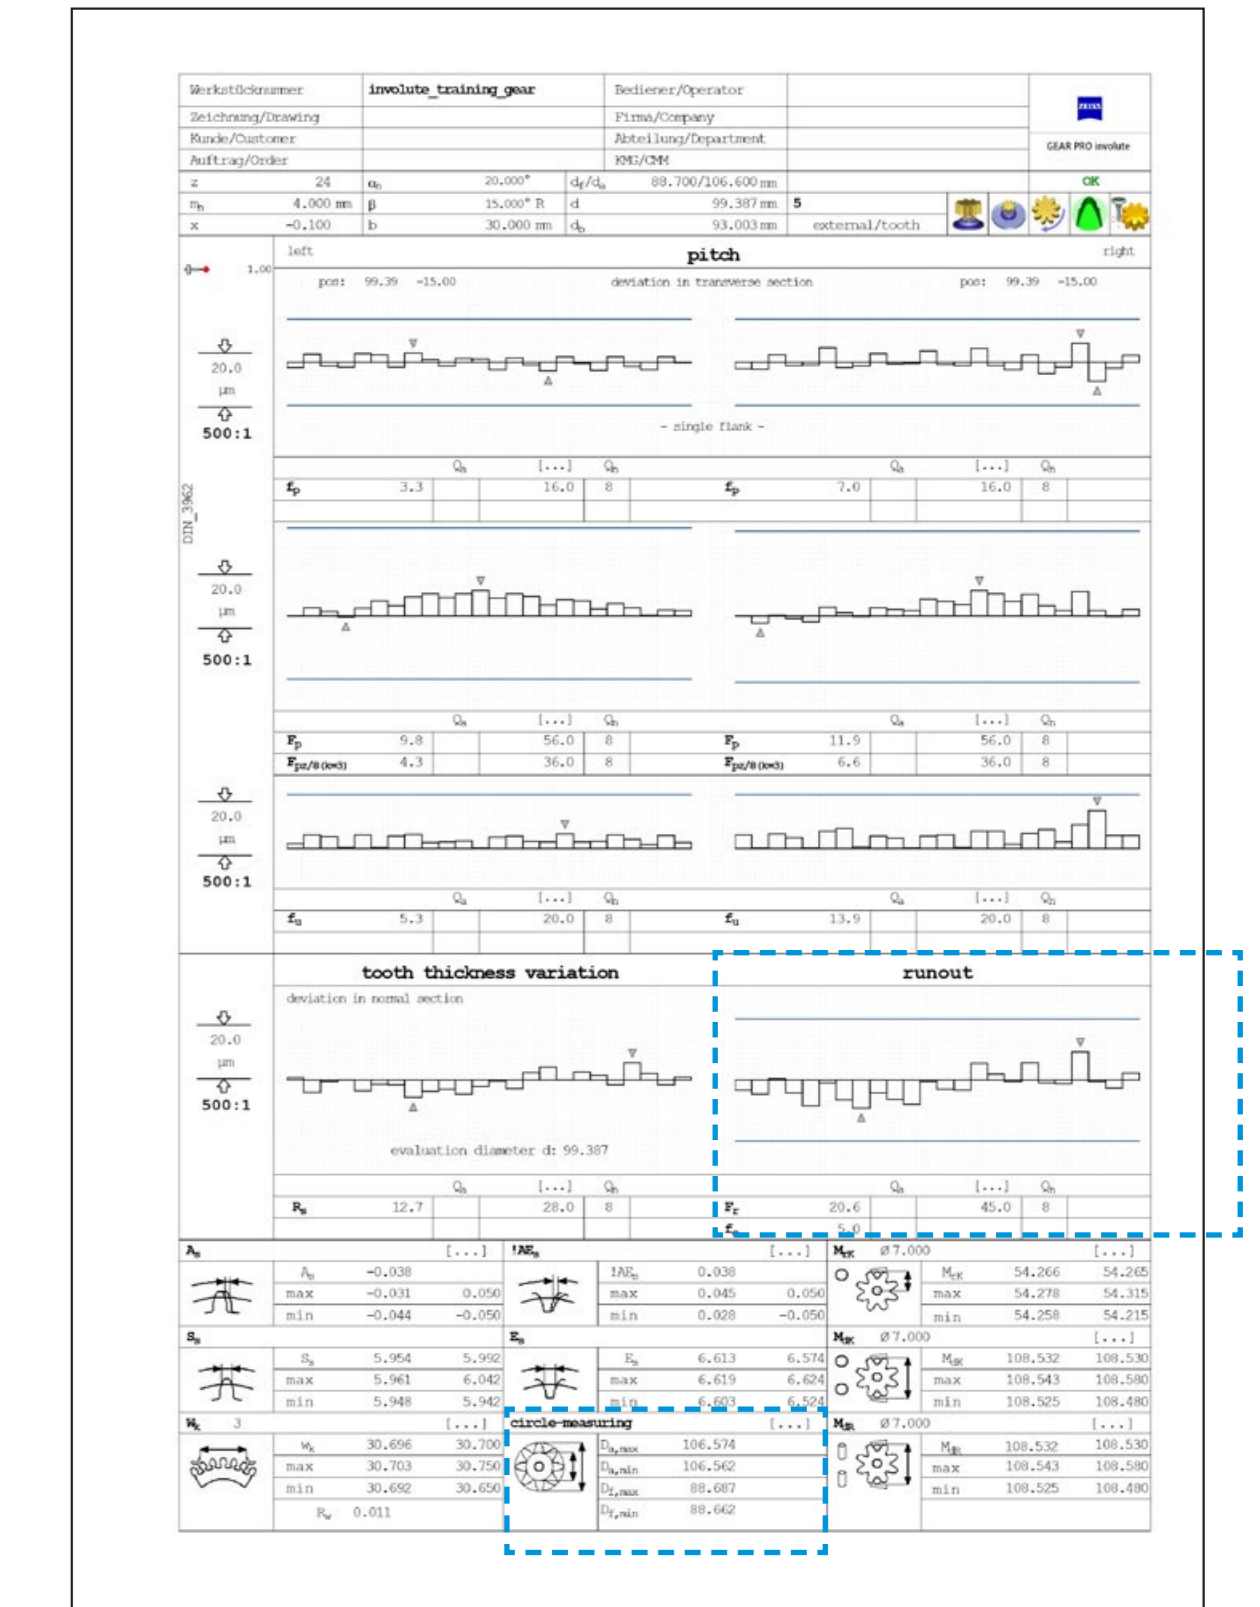 Werkstücknummer involute_training_gear Bediener/Operator
Zeichnung/Drawing Firma/Company
Kunde/Customer Abteilung/Department
Auftrag/Order KMG/CMM
ZEISS
GEAR PRO involute
z 24 αn 20.000° df/da 88.700/106.600 mm OK
mn 4.000 mm β 15.000° R d 99.387 mm 5
x -0.100 b 30.000 mm db 93.003 mm external/tooth
left pitch right
1.00
pos: 99.39 -15.00 deviation in transverse section pos: 99.39 -15.00
20.0
µm
500:1
- single flank -
Qa [...] Qn Qa [...] Qn
fp 3.3 16.0 8 fp 7.0 16.0 8
DIN_3962
20.0
µm
500:1
Qa [...] Qn Qa [...] Qn
Fp 9.8 56.0 8 Fp 11.9 56.0 8
Fpz/8(k=3) 4.3 36.0 8 Fpz/8(k=3) 6.6 36.0 8
20.0
µm
500:1
Qa [...] Qn Qa [...] Qn
fu 5.3 20.0 8 fu 13.9 20.0 8
tooth thickness variation runout
deviation in normal section
20.0
µm
500:1
evaluation diameter d: 99.387
Qa [...] Qn Qa [...] Qn
Rs 12.7 28.0 8 Fr 20.6 45.0 8
5.0
As [...] !AEs [...] MrK Ø7.000 [...]
As -0.038 !AEs 0.038 MrK 54.266 54.265
max -0.031 0.050 max 0.045 0.050 max 54.278 54.315
min -0.044 -0.050 min 0.028 -0.050 min 54.258 54.215
Ss Es MdK Ø7.000 [...]
Ss 5.954 5.992 Es 6.613 6.574 MdK 108.532 108.530
max 5.961 6.042 max 6.619 6.624 max 108.543 108.580
min 5.948 5.942 min 6.603 6.524 min 108.525 108.480
Wk 3 [...] circle-measuring [...] MdR Ø7.000 [...]
Wk 30.696 30.700 Da,max 106.574 MdR 108.532 108.530
max 30.703 30.750 Da,min 106.562 max 108.543 108.580
min 30.692 30.650 Df,max 88.687 min 108.525 108.480
Rw 0.011 Df,min 88.662